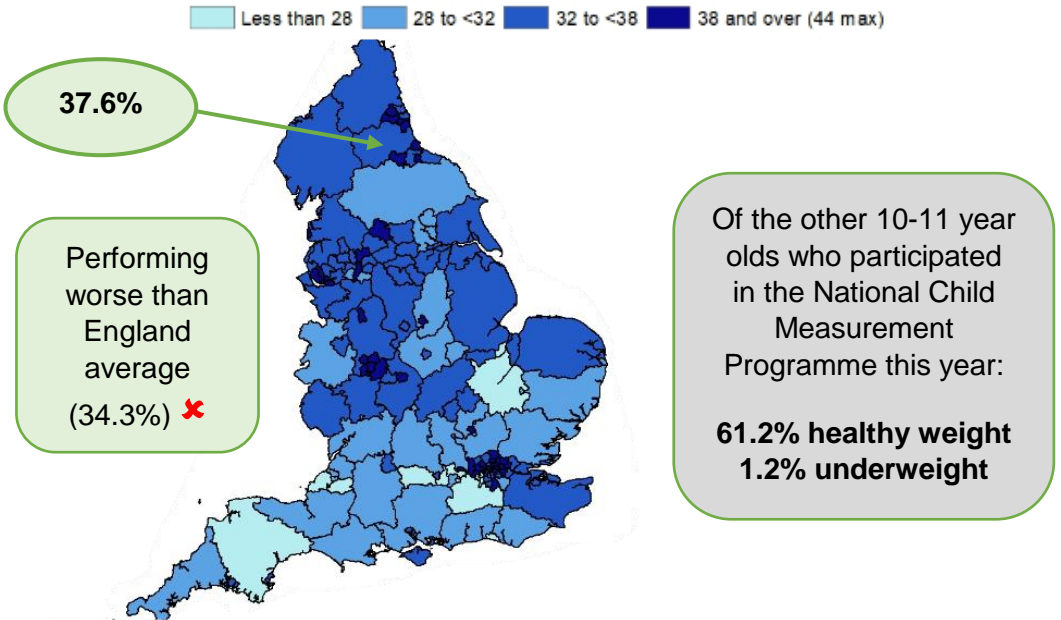 Less than 28 28 to <32 32 to <38 38 and over (44 max)
37.6%
Performing
worse than
England
average
(34.3%) ✘
Of the other 10-11 year
olds who participated
in the National Child
Measurement
Programme this year:
61.2% healthy weight
1.2% underweight